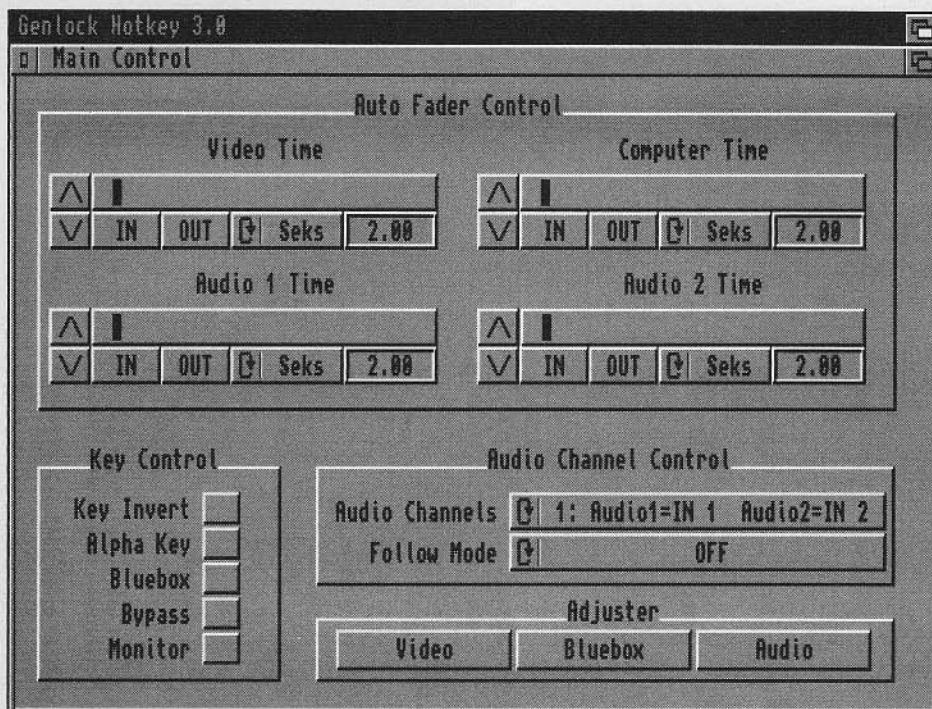 Genlock Hotkey 3.0
Main Control
Auto Fader Control
Video Time Computer Time
IN OUT Seks 2.00 IN OUT Seks 2.00
Audio 1 Time Audio 2 Time
IN OUT Seks 2.00 IN OUT Seks 2.00
Key Control
Key Invert
Alpha Key
Bluebox
Bypass
Monitor
Audio Channel Control
Audio Channels 1: Audio1=IN 1 Audio2=IN 2
Follow Mode OFF
Adjuster
Video Bluebox Audio